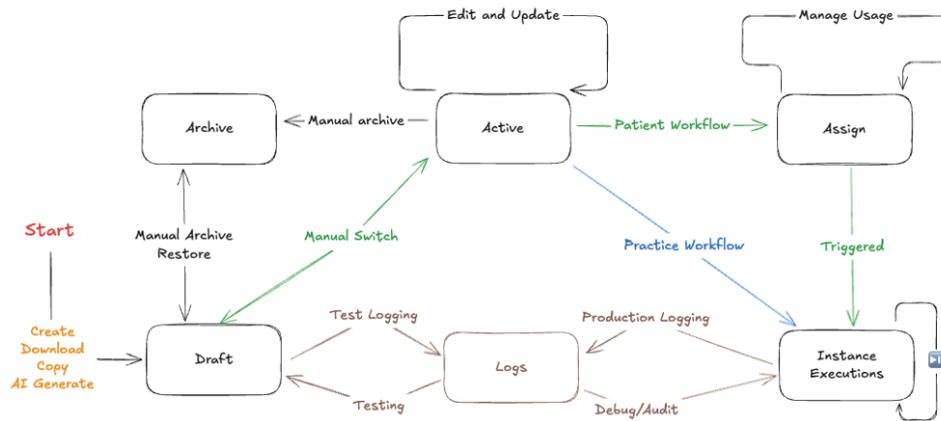 Edit and Update
Manage Usage
Archive
Manual archive
Active
Patient Workflow
Assign
Start
Manual Archive
Restore
Manual Switch
Practice Workflow
Triggered
Create
Download
Copy
AI Generate
Draft
Test Logging
Testing
Logs
Production Logging
Debug/Audit
Instance
Executions